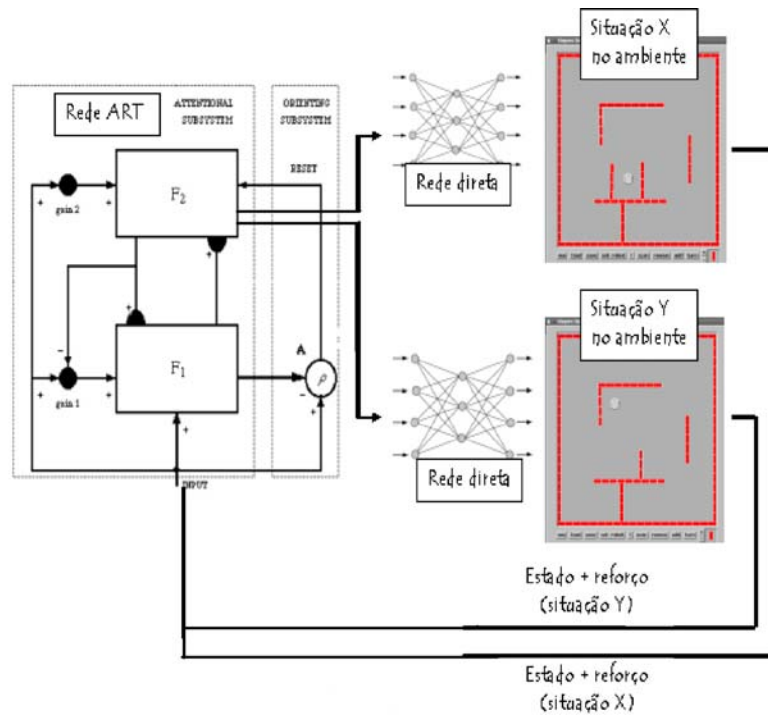 Situação X
no ambiente
Rede ART
ATTENTIONAL
SUBSYSTEM
ORIENTING
SUBSYSTEM
RESET
F2
+
+
+
gain 2
+
+
-
A
F1
ρ
+
+
gain 1
-
+
+
INPUT
Rede direta
Situação Y
no ambiente
Rede direta
Estado + reforço
(situação Y)
Estado + reforço
(situação X)